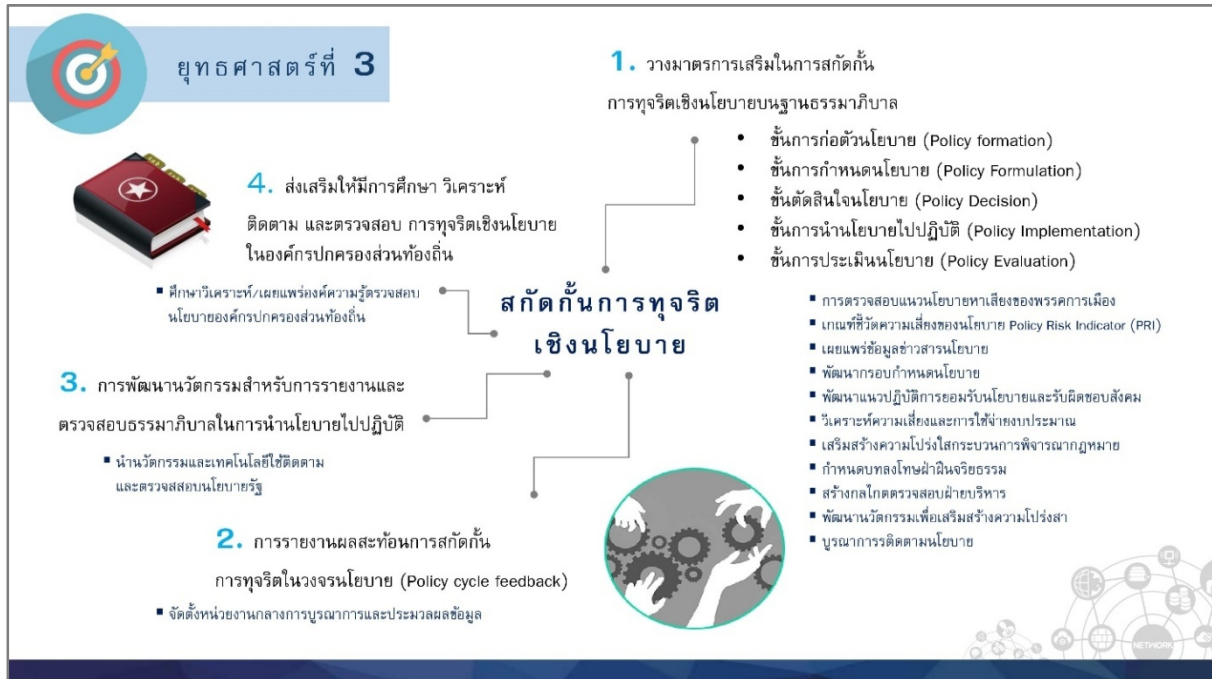 ยุทธศาสตร์ที่ 3
1. วางมาตรการเสริมในการสกัดกั้น
การทุจริตเชิงนโยบายบนฐานธรรมาภิบาล
• ขั้นการก่อตัวนโยบาย (Policy formation)
• ขั้นการกำหนดนโยบาย (Policy Formulation)
• ขั้นตัดสินใจนโยบาย (Policy Decision)
• ขั้นการนำนโยบายไปปฏิบัติ (Policy Implementation)
• ขั้นการประเมินนโยบาย (Policy Evaluation)
▪ การตรวจสอบแนวนโยบายหาเสียงของพรรคการเมือง
▪ เกณฑ์ชี้วัดความเสี่ยงของนโยบาย Policy Risk Indicator (PRI)
▪ เผยแพร่ข้อมูลข่าวสารนโยบาย
▪ พัฒนากรอบกำหนดนโยบาย
▪ พัฒนาแนวปฏิบัติการยอมรับนโยบายและรับผิดชอบสังคม
▪ วิเคราะห์ความเสี่ยงและการใช้จ่ายงบประมาณ
▪ เสริมสร้างความโปร่งใสกระบวนการพิจารณากฎหมาย
▪ กำหนดบทลงโทษฝ่าฝืนจริยธรรม
▪ สร้างกลไกตตรวจสอบฝ่ายบริหาร
▪ พัฒนานวัตกรรมเพื่อเสริมสร้างความโปร่งสา
▪ บูรณาการรติดตามนโยบาย
4. ส่งเสริมให้มีการศึกษา วิเคราะห์
ติดตาม และตรวจสอบ การทุจริตเชิงนโยบาย
ในองค์กรปกครองส่วนท้องถิ่น
▪ ศึกษาวิเคราะห์/เผยแพร่องค์ความรู้ตรวจสอบ
นโยบายองค์กรปกครองส่วนท้องถิ่น
สกัดกั้นการทุจริต
เชิงนโยบาย
3. การพัฒนานวัตกรรมสำหรับการรายงานและ
ตรวจสอบธรรมาภิบาลในการนำนโยบายไปปฏิบัติ
▪ นำนวัตกรรมและเทคโนโลยีใช้ติดตาม
และตรวจสสอบนโยบายรัฐ
2. การรายงานผลสะท้อนการสกัดกั้น
การทุจริตในวงจรนโยบาย (Policy cycle feedback)
▪ จัดตั้งหน่วยงานกลางการบูรณาการและประมวลผลข้อมูล
NETWORK